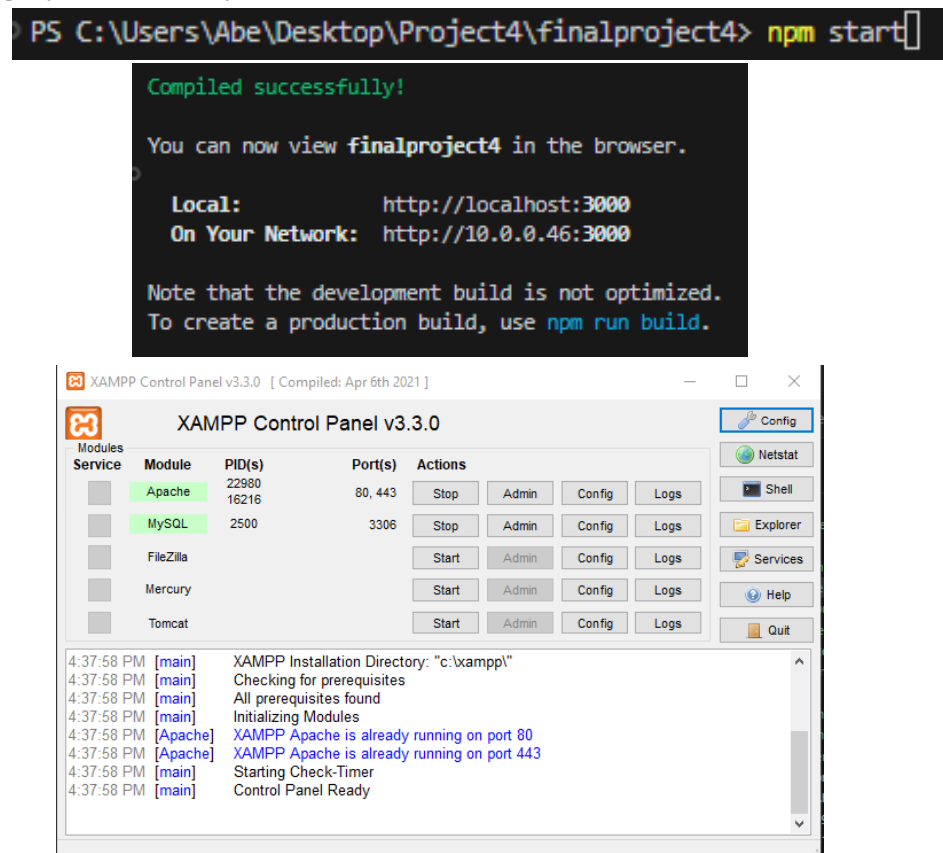 PS C:\Users\Abe\Desktop\Project4\finalproject4> npm start
Compiled successfully!
You can now view finalproject4 in the browser.
Local: http://localhost:3000
On Your Network: http://10.0.0.46:3000
Note that the development build is not optimized.
To create a production build, use npm run build.
XAMPP Control Panel v3.3.0 [ Compiled: Apr 6th 2021 ]
XAMPP Control Panel v3.3.0
Config
Modules
Service Module PID(s) Port(s) Actions
Netstat
Apache 22980 16216 80, 443 Stop Admin Config Logs
Shell
MySQL 2500 3306 Stop Admin Config Logs
Explorer
FileZilla Start Admin Config Logs
Services
Mercury Start Admin Config Logs
Help
Tomcat Start Admin Config Logs
Quit
4:37:58 PM [main] XAMPP Installation Directory: "c:\xampp\"
4:37:58 PM [main] Checking for prerequisites
4:37:58 PM [main] All prerequisites found
4:37:58 PM [main] Initializing Modules
4:37:58 PM [Apache] XAMPP Apache is already running on port 80
4:37:58 PM [Apache] XAMPP Apache is already running on port 443
4:37:58 PM [main] Starting Check-Timer
4:37:58 PM [main] Control Panel Ready